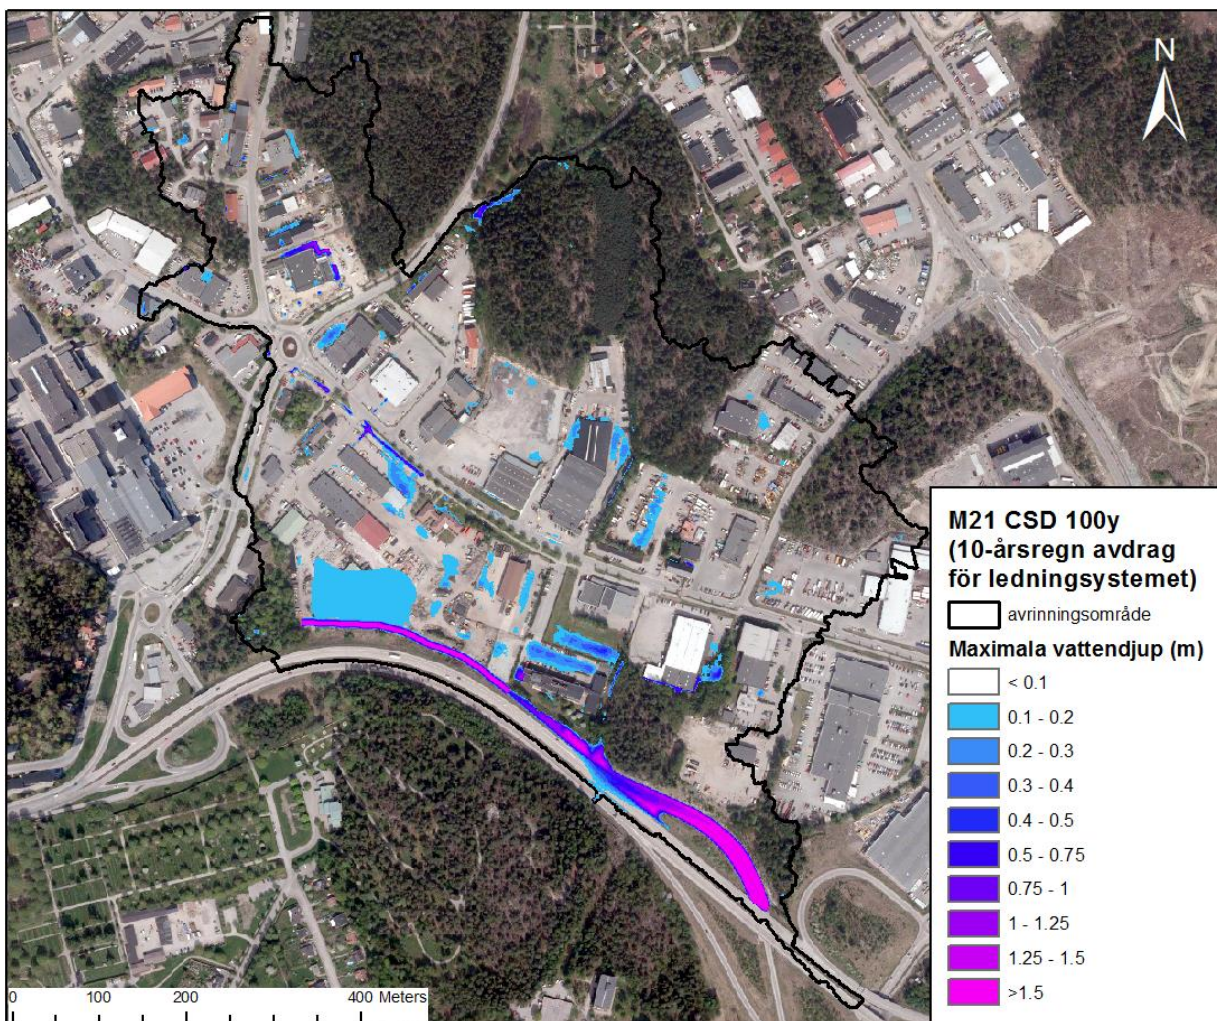 N
M21 CSD 100y
(10-årsregn avdrag
för ledningsystemet)
avrinningsområde
Maximala vattendjup (m)
< 0.1
0.1 - 0.2
0.2 - 0.3
0.3 - 0.4
0.4 - 0.5
0.5 - 0.75
0.75 - 1
1 - 1.25
1.25 - 1.5
>1.5
0 100 200 400 Meters